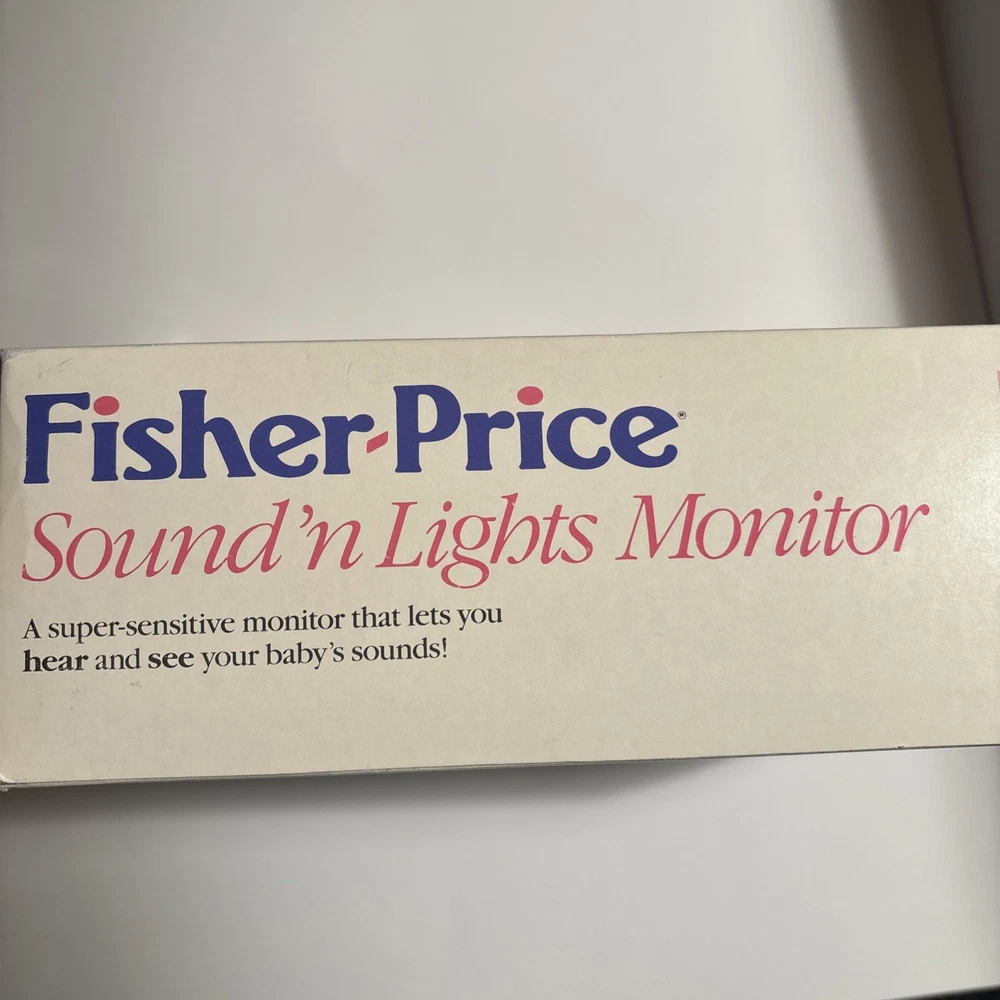 Fisher-Price®
Sound 'n Lights Monitor
A super-sensitive monitor that lets you
hear and see your baby's sounds!